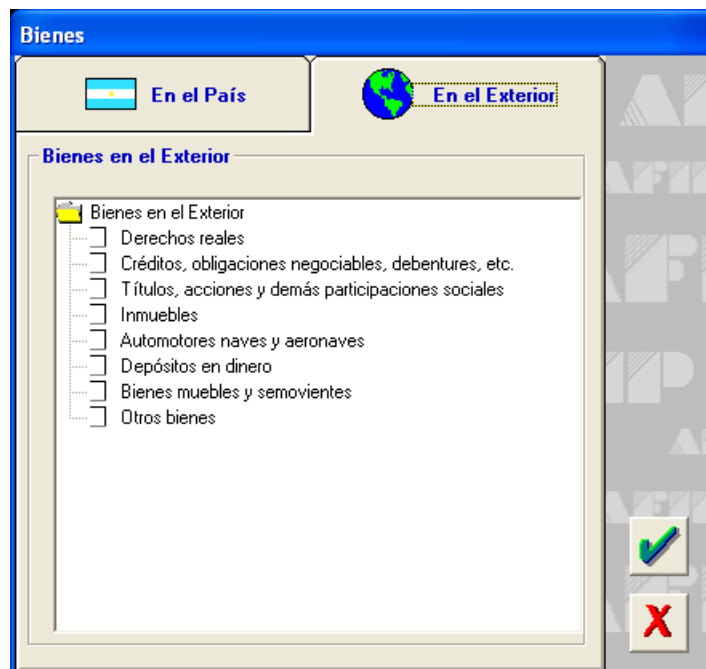 Bienes
En el País
En el Exterior
Bienes en el Exterior
Bienes en el Exterior
Derechos reales
Créditos, obligaciones negociables, debentures, etc.
Títulos, acciones y demás participaciones sociales
Inmuebles
Automotores naves y aeronaves
Depósitos en dinero
Bienes muebles y semovientes
Otros bienes
AFIP